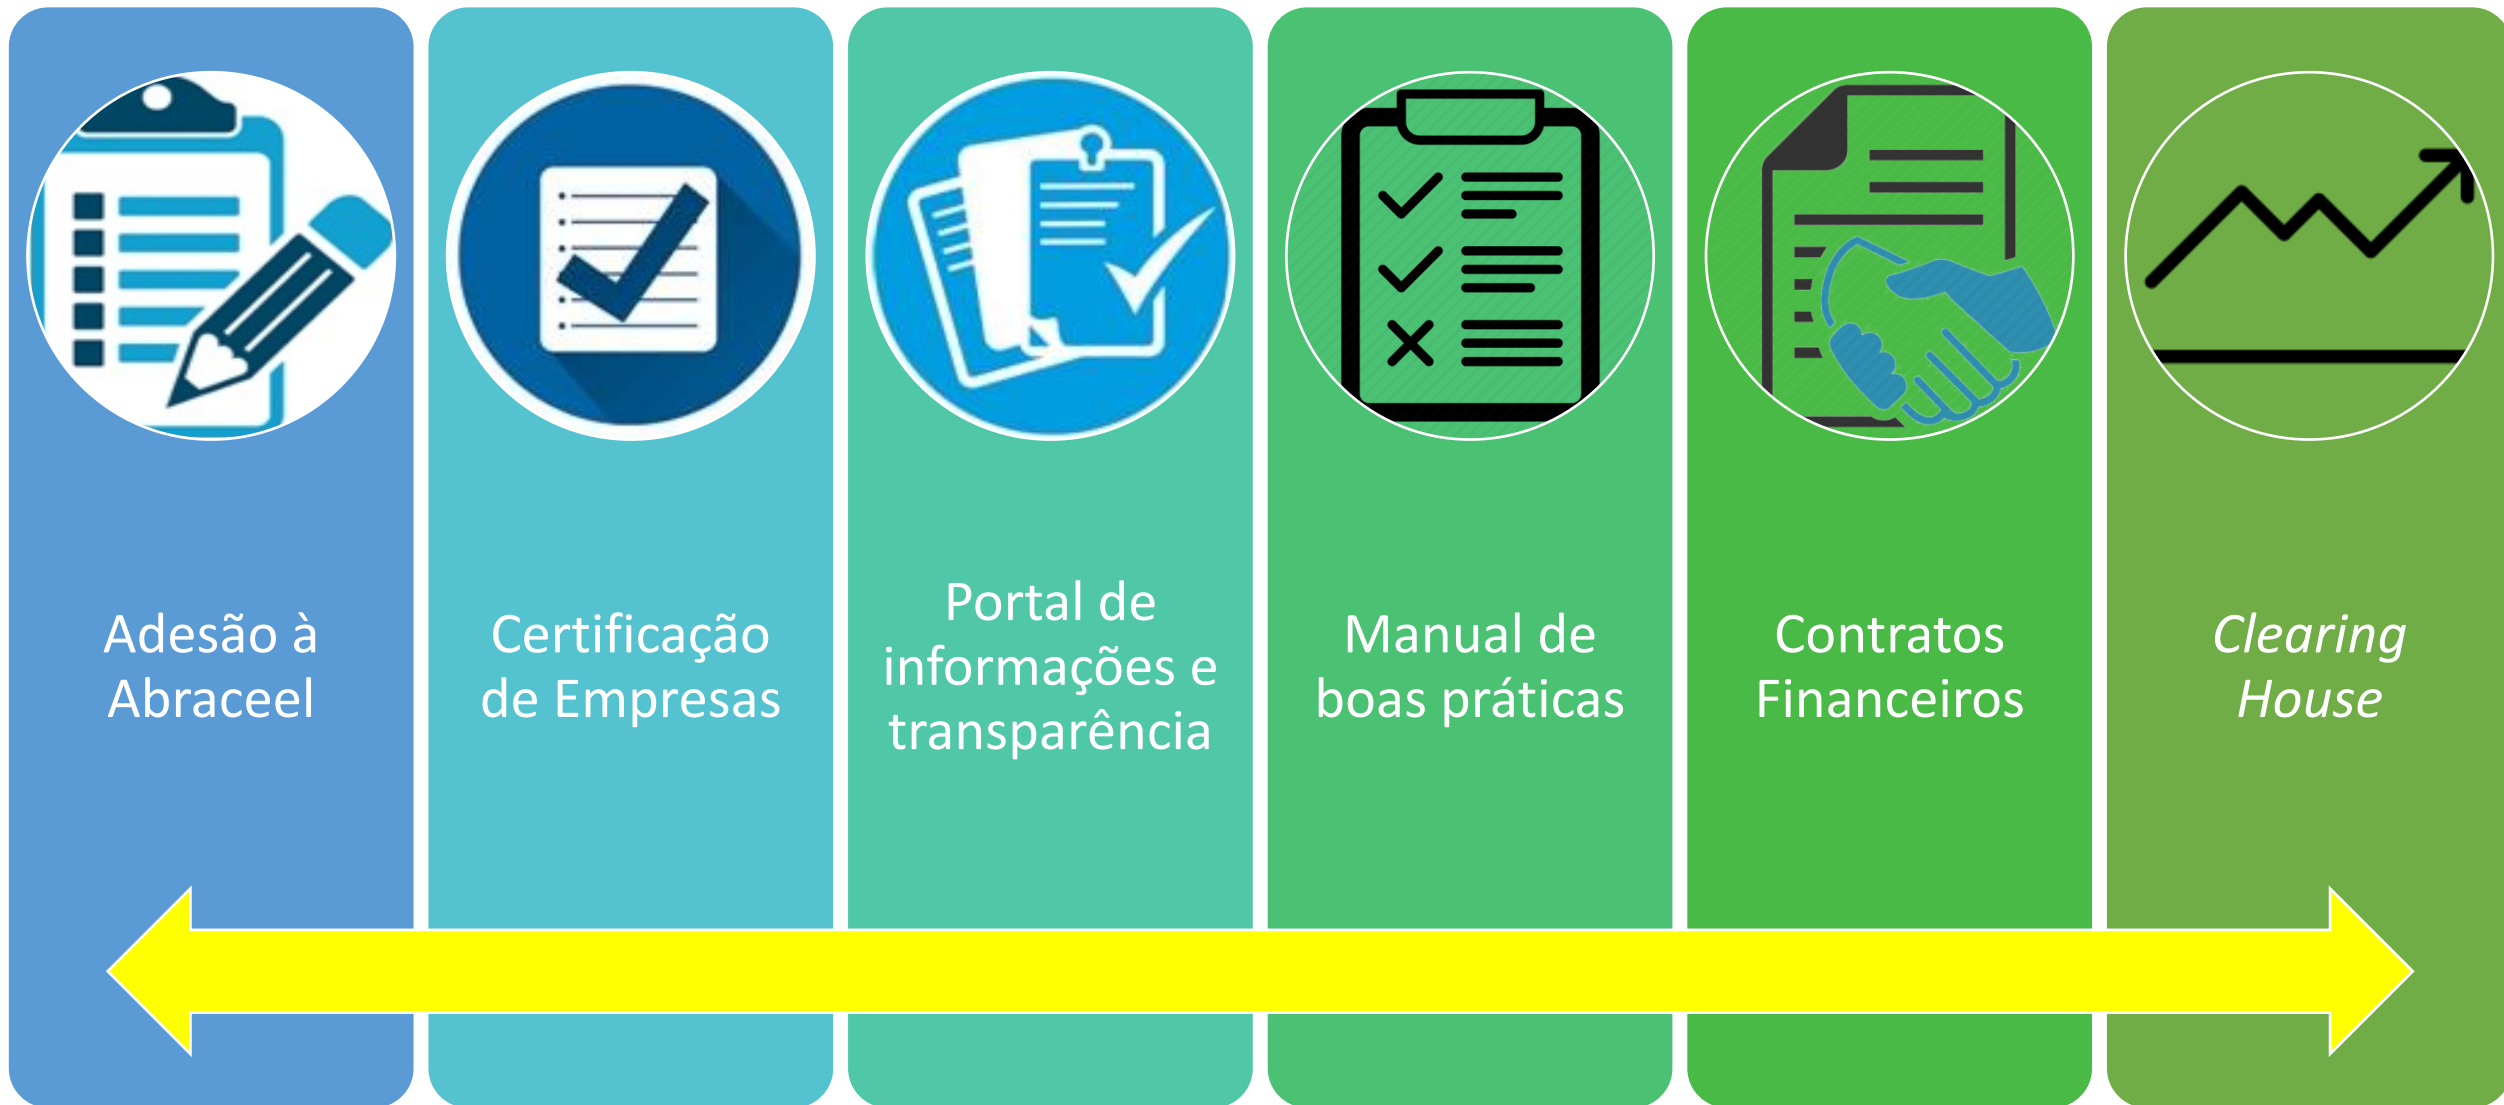 Adesão à
Abraceel
Certificação
de Empresas
Portal de
informações e
transparência
Manual de
boas práticas
Contratos
Financeiros
Clearing
House